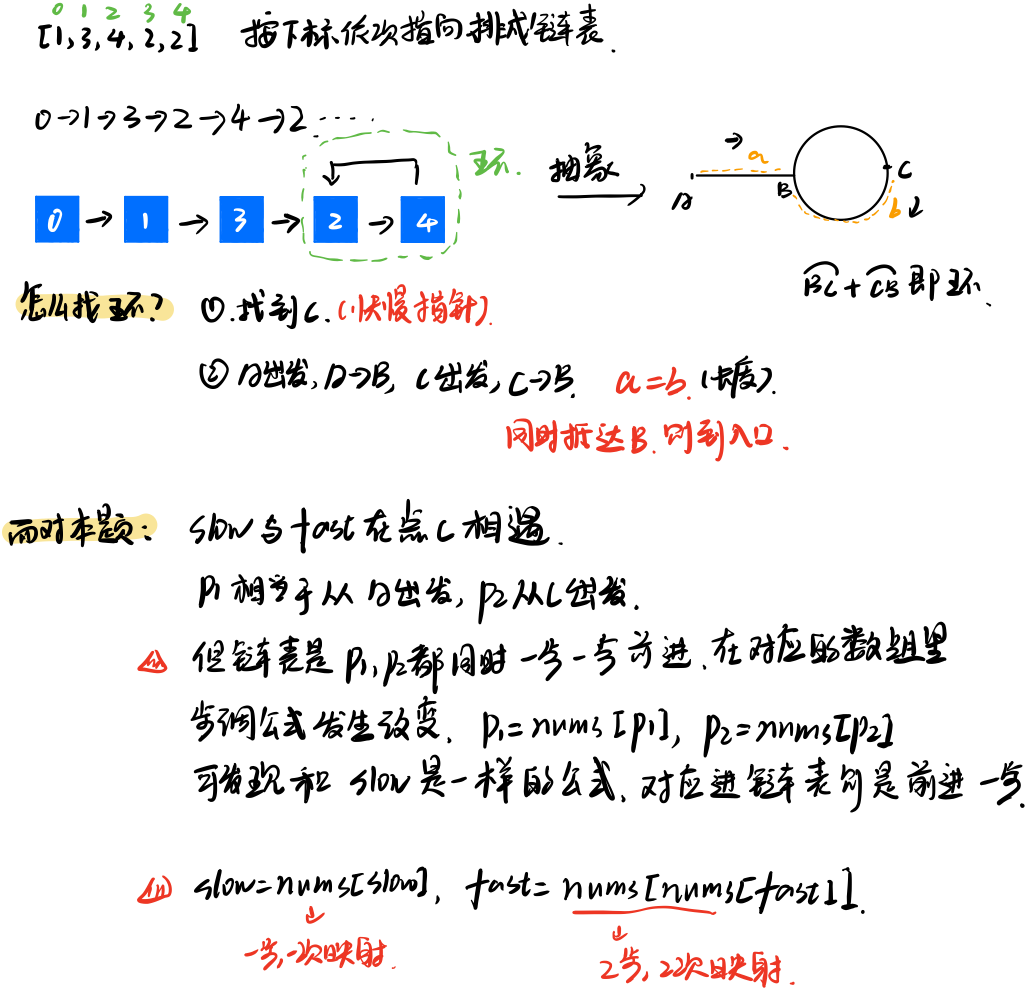 0 1 2 3 4
[1,3,4,2,2] 按下标依次指向排成链表.
0→1→3→2→4→2 ·····
环. 抽象
→ a
A B C
b
0 → 1 → 3 → 2 → 4
BC + CB 即环.
怎么找环? ①.找到C. (快慢指针).
② A出发, A→B, C出发, C→B. a=b. (长度).
同时抵达B. 则到入口.
而对本题: slow与fast在点C相遇.
P1相当于从A出发, P2从C出发.
但链表是P1,P2都同时一步一步前进. 在对应的数组里
步调公式发生改变. P1=nums[P1], P2=nums[P2]
可发现和slow是一样的公式. 对应进链表则是前进一步.
slow=nums[slow], fast=nums[nums[fast]].
一步,一次映射. 2步, 2次映射.